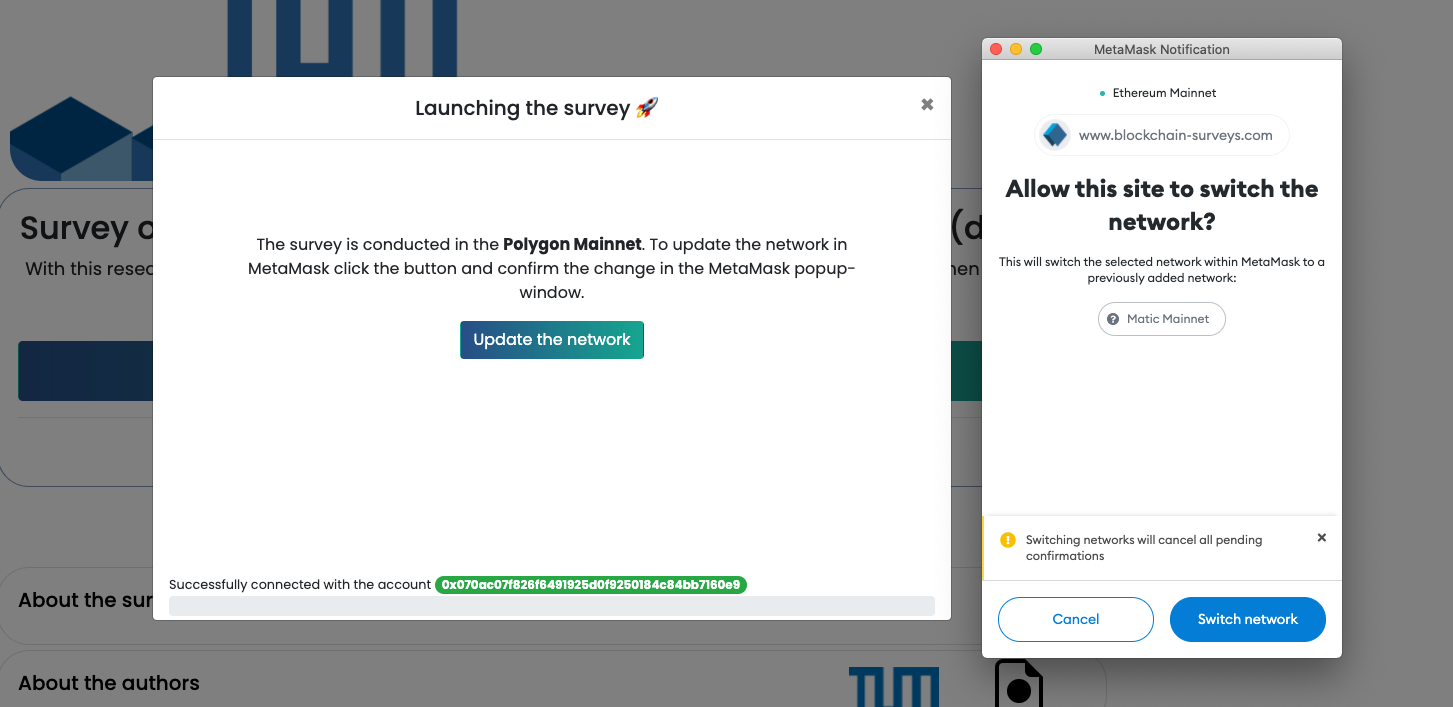 Launching the survey 🚀
✖
The survey is conducted in the Polygon Mainnet. To update the network in
MetaMask click the button and confirm the change in the MetaMask popup-
window.
Update the network
Successfully connected with the account 0x070ac07f826f6491925d0f9250184c84bb7160e9
Survey o
(d
With this resea
hen
About the sur
About the authors
TUM
MetaMask Notification
Ethereum Mainnet
www.blockchain-surveys.com
Allow this site to switch the
network?
This will switch the selected network within MetaMask to a
previously added network:
Matic Mainnet
Switching networks will cancel all pending
confirmations
Cancel
Switch network